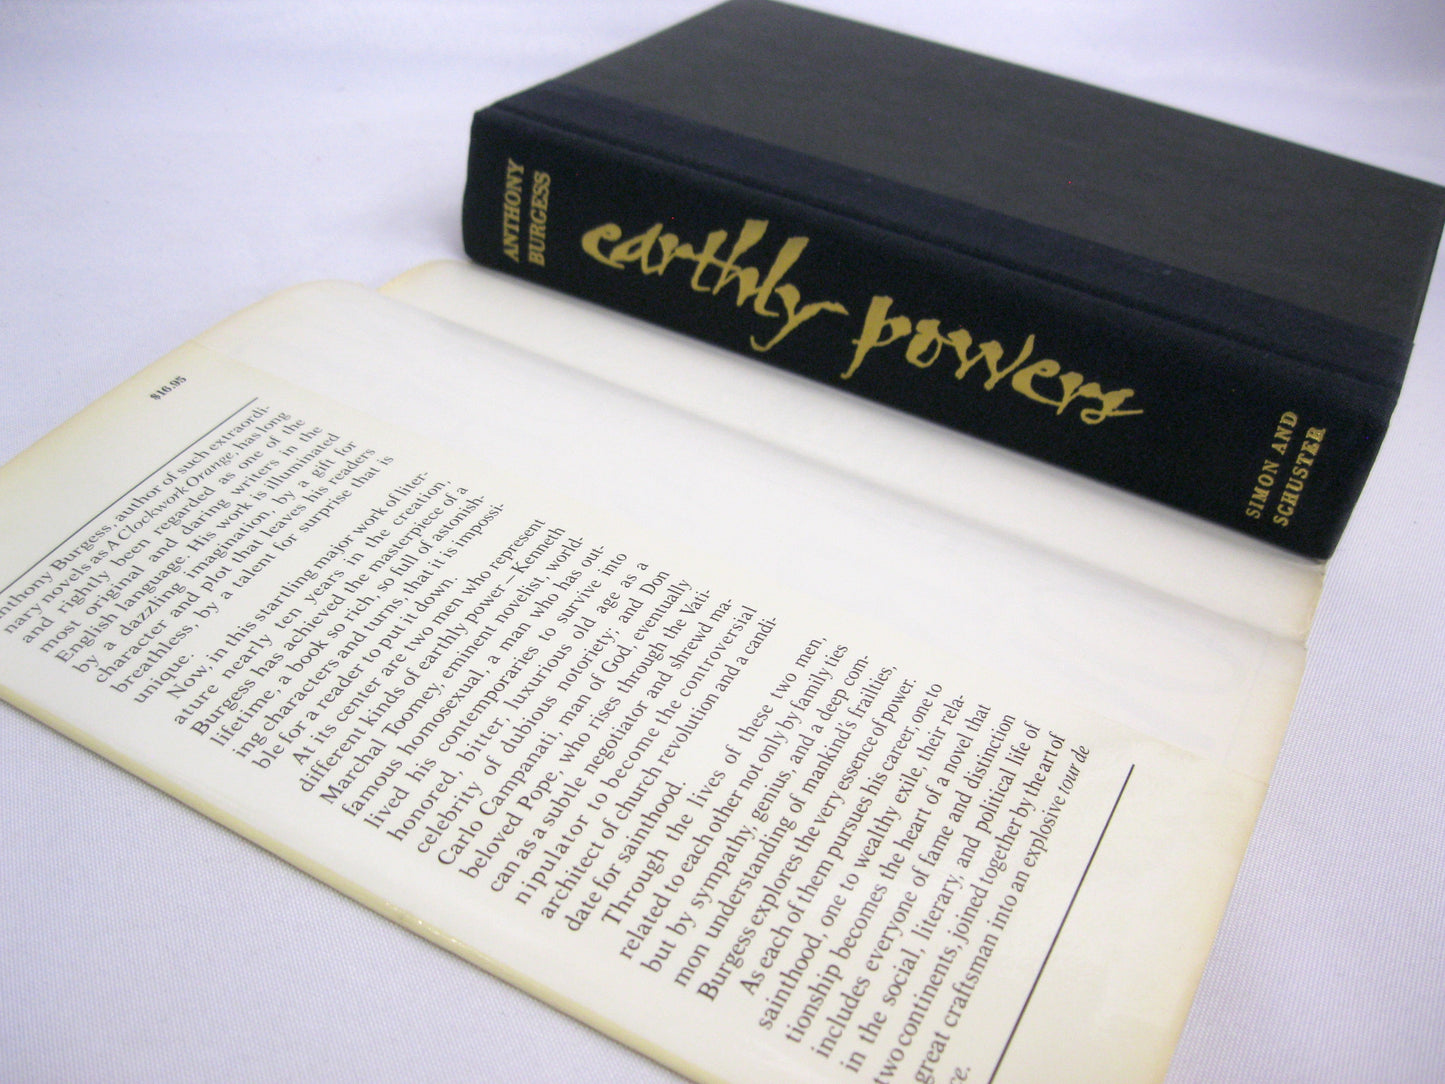 ANTHONY
BURGESS
earthly powers
SIMON AND
SCHUSTER
$16.95
nthony Burgess, author of such extraordi-
nary novels as A Clockwork Orange, has long
and rightly been regarded as one of the
most original and daring writers in the
English language. His work is illuminated
by a dazzling imagination, by a gift for
character and plot that leaves his readers
breathless, by a talent for surprise that is
unique.
Now, in this startling major work of liter-
ature nearly ten years in the creation,
Burgess has achieved the masterpiece of a
lifetime, a book so rich, so full of astonish-
ing characters and turns, that it is impossi-
ble for a reader to put it down.
At its center are two men who represent
different kinds of earthly power—Kenneth
Marchal Toomey, eminent novelist, world-
famous homosexual, a man who has out-
lived his contemporaries to survive into
honored, bitter, luxurious old age as a
celebrity of dubious notoriety; and Don
Carlo Campanati, man of God, eventually
beloved Pope, who rises through the Vati-
can as a subtle negotiator and shrewd ma-
nipulator to become the controversial
architect of church revolution and a candi-
date for sainthood.
Through the lives of these two men,
related to each other not only by family ties
but by sympathy, genius, and a deep com-
mon understanding of mankind's frailties,
Burgess explores the very essence of power.
As each of them pursues his career, one to
sainthood, one to wealthy exile, their rela-
tionship becomes the heart of a novel that
includes everyone of fame and distinction
in the social, literary, and political life of
two continents, joined together by the art of
great craftsman into an explosive tour de
ce.